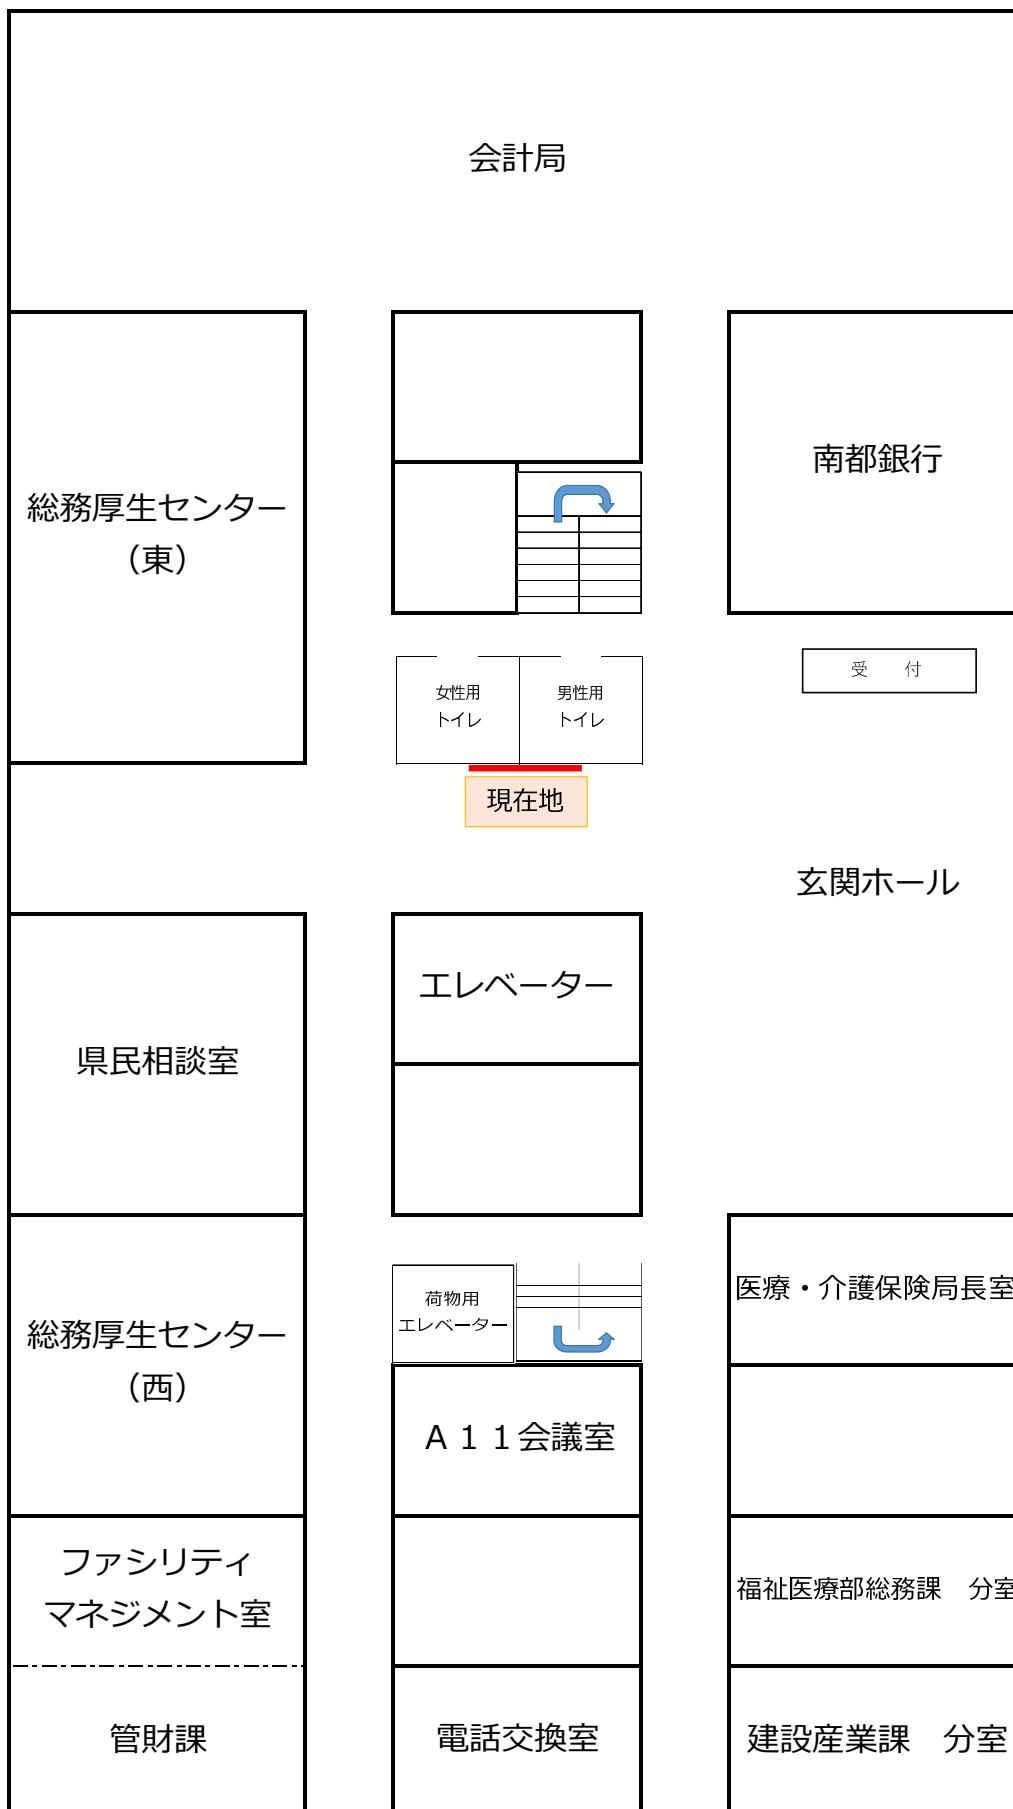 会計局
総務厚生センター
（東）
南都銀行
受　付
女性用
トイレ
男性用
トイレ
現在地
玄関ホール
エレベーター
県民相談室
荷物用
エレベーター
医療・介護保険局長室
総務厚生センター
（西）
Ａ１１会議室
ファシリティ
マネジメント室
福祉医療部総務課　分室
管財課
電話交換室
建設産業課　分室